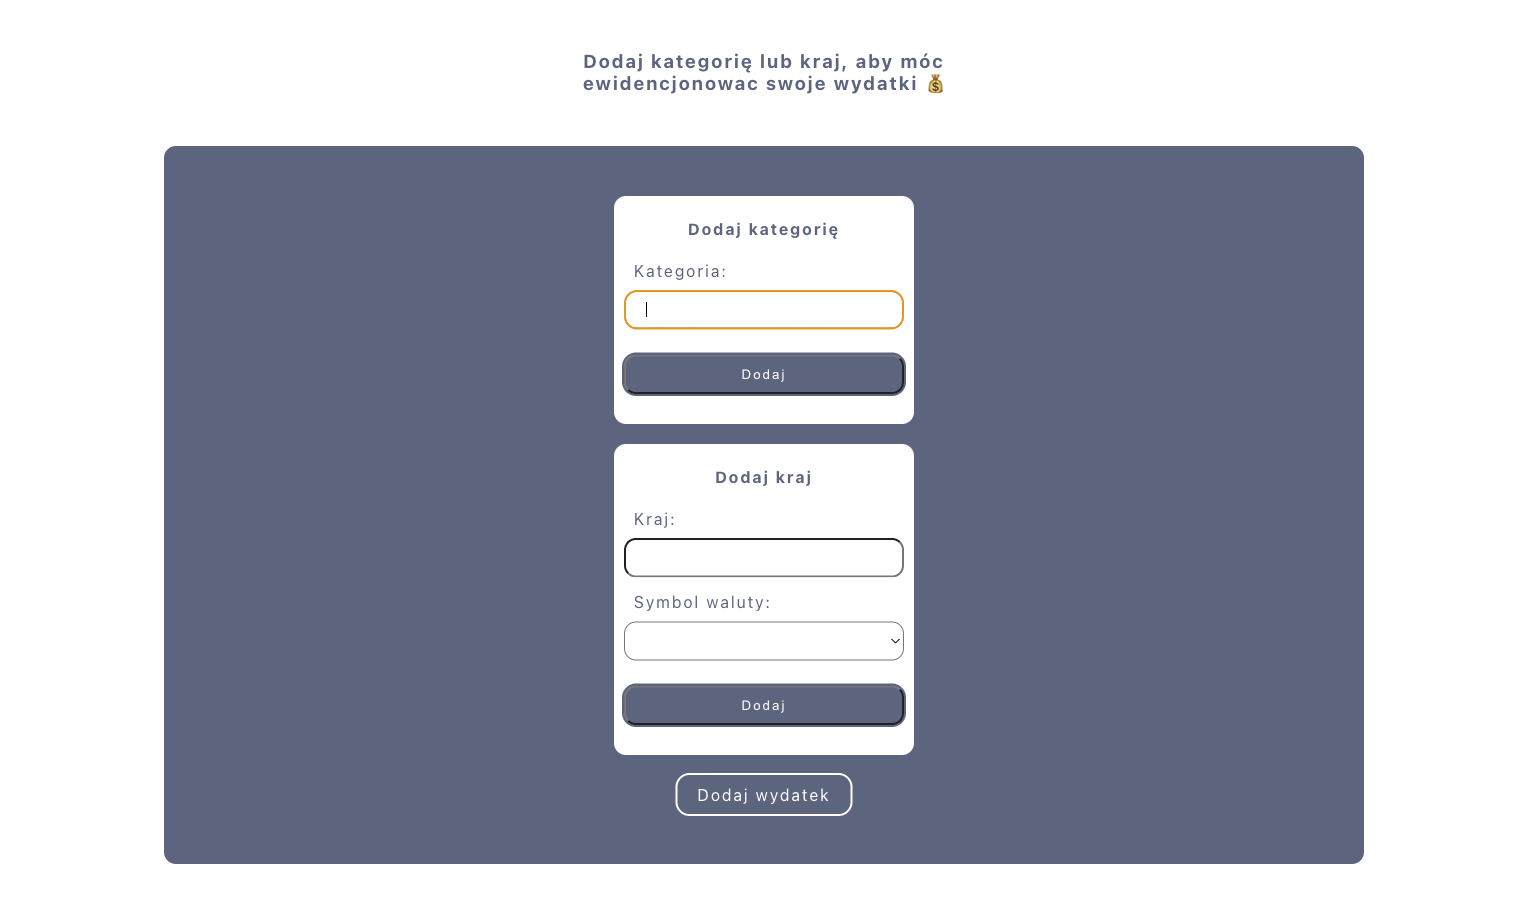 Dodaj kategorię lub kraj, aby móc
ewidencjonowac swoje wydatki 💰
Dodaj kategorię
Kategoria:
Dodaj
Dodaj kraj
Kraj:
Symbol waluty:
Dodaj
Dodaj wydatek